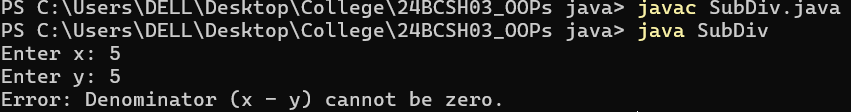 PS C:\Users\DELL\Desktop\College\24BCSH03_OOPs java> javac SubDiv.java
PS C:\Users\DELL\Desktop\College\24BCSH03_OOPs java> java SubDiv
Enter x: 5
Enter y: 5
Error: Denominator (x - y) cannot be zero.